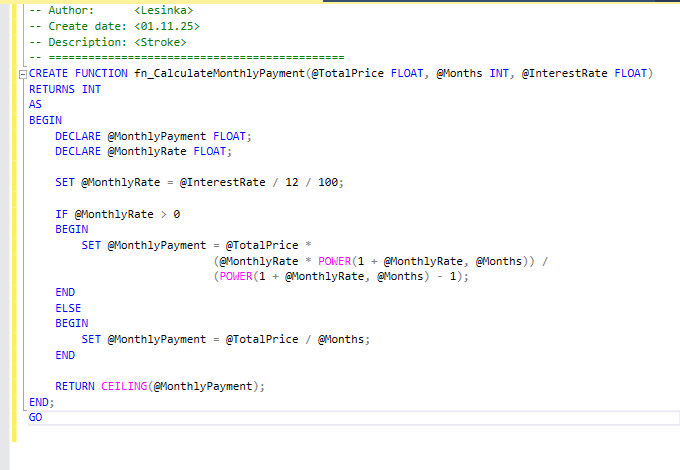 -- Author:      <Lesinka>
-- Create date: <01.11.25>
-- Description: <Stroke>
-- =============================================
CREATE FUNCTION fn_CalculateMonthlyPayment(@TotalPrice FLOAT, @Months INT, @InterestRate FLOAT)
RETURNS INT
AS
BEGIN
    DECLARE @MonthlyPayment FLOAT;
    DECLARE @MonthlyRate FLOAT;

    SET @MonthlyRate = @InterestRate / 12 / 100;

    IF @MonthlyRate > 0
    BEGIN
        SET @MonthlyPayment = @TotalPrice *
                            (@MonthlyRate * POWER(1 + @MonthlyRate, @Months)) /
                            (POWER(1 + @MonthlyRate, @Months) - 1);
    END
    ELSE
    BEGIN
        SET @MonthlyPayment = @TotalPrice / @Months;
    END

    RETURN CEILING(@MonthlyPayment);
END;
GO